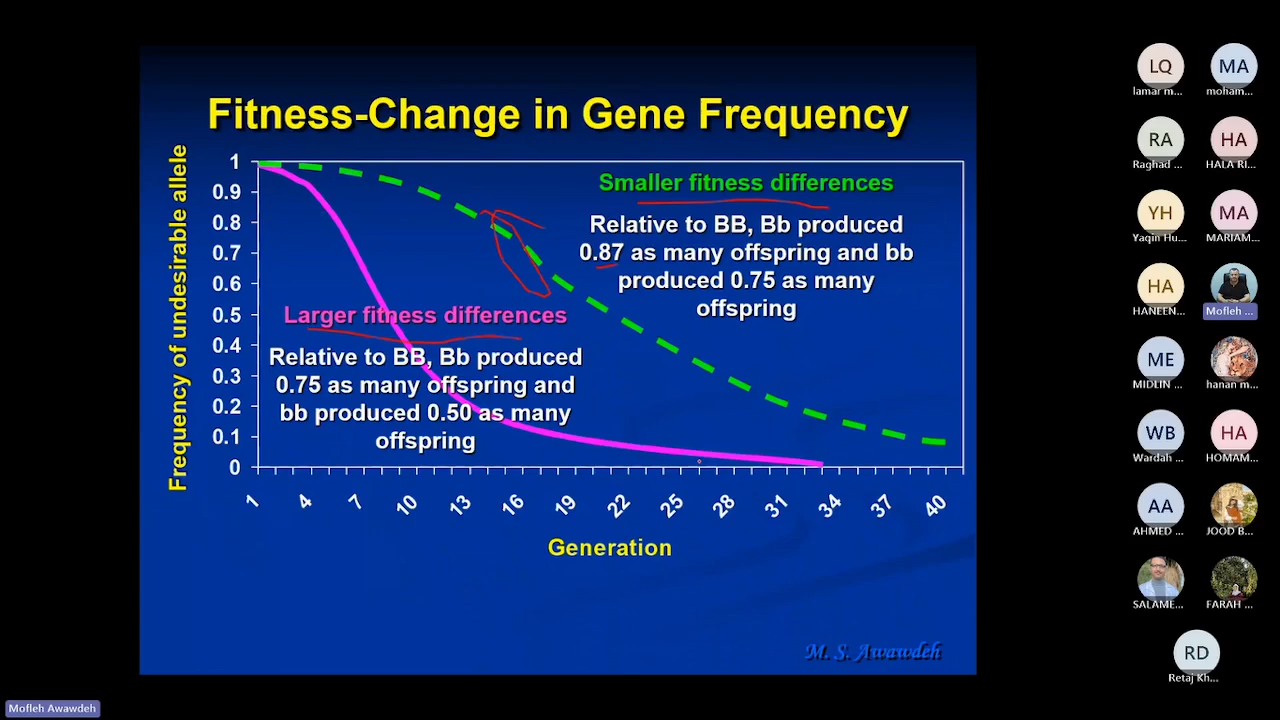 Fitness-Change in Gene Frequency
Frequency of undesirable allele
1
0.9
0.8
0.7
0.6
0.5
0.4
0.3
0.2
0.1
0
Smaller fitness differences
Relative to BB, Bb produced
0.87 as many offspring and bb
produced 0.75 as many
offspring
Larger fitness differences
Relative to BB, Bb produced
0.75 as many offspring and
bb produced 0.50 as many
offspring
1 4 7 10 13 16 19 22 25 28 31 34 37 40
Generation
M. S. Awawdeh
LQ MA
lamar m... moham...
RA HA
Raghad ... HALA RI...
YH MA
Yaqin Hu... MARIAM...
HA
HANEEN... Mofleh ...
ME
MIDLIN ... hanan m...
WB HA
Wardah ... HOMAM...
AA
AHMED ... JOOD B...
SALAME... FARAH ...
RD
Retaj Kh...
Mofleh Awawdeh